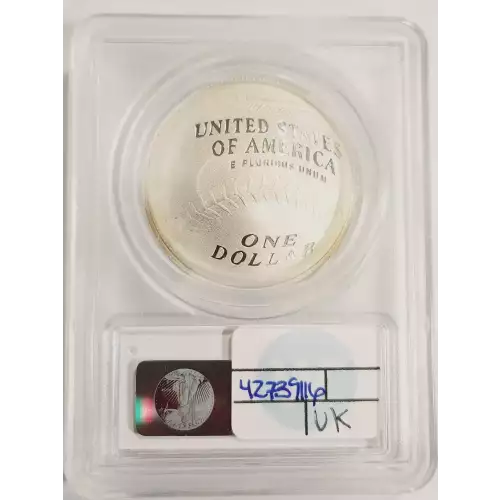 UNITED STATES
OF AMERICA
E PLURIBUS UNUM
ONE
DOLLAR
42739116
UK